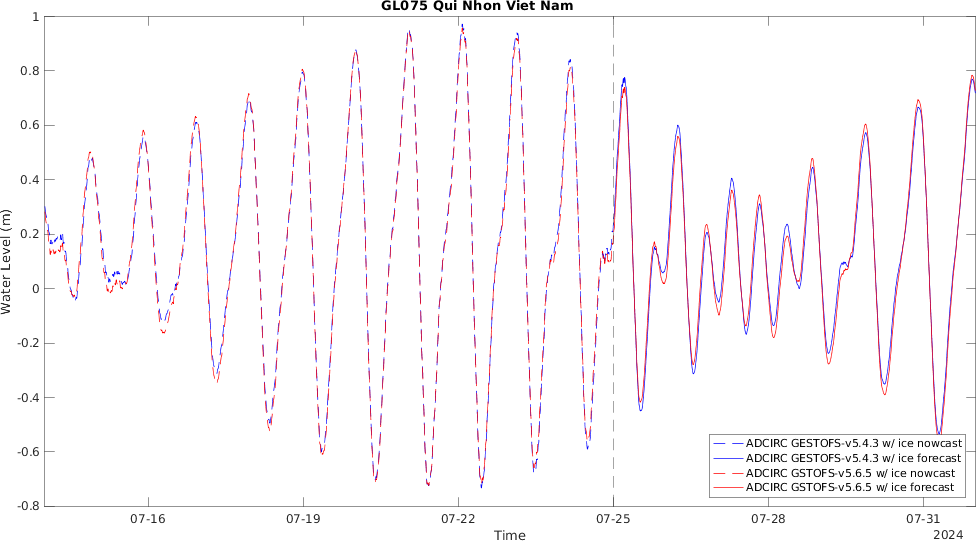 GL075 Qui Nhon Viet Nam
1
0.8
0.6
0.4
0.2
0
-0.2
-0.4
-0.6
-0.8
Water Level (m)
ADCIRC GESTOFS-v5.4.3 w/ ice nowcast
ADCIRC GESTOFS-v5.4.3 w/ ice forecast
ADCIRC GSTOFS-v5.6.5 w/ ice nowcast
ADCIRC GSTOFS-v5.6.5 w/ ice forecast
07-16 07-19 07-22 07-25 07-28 07-31
Time
2024